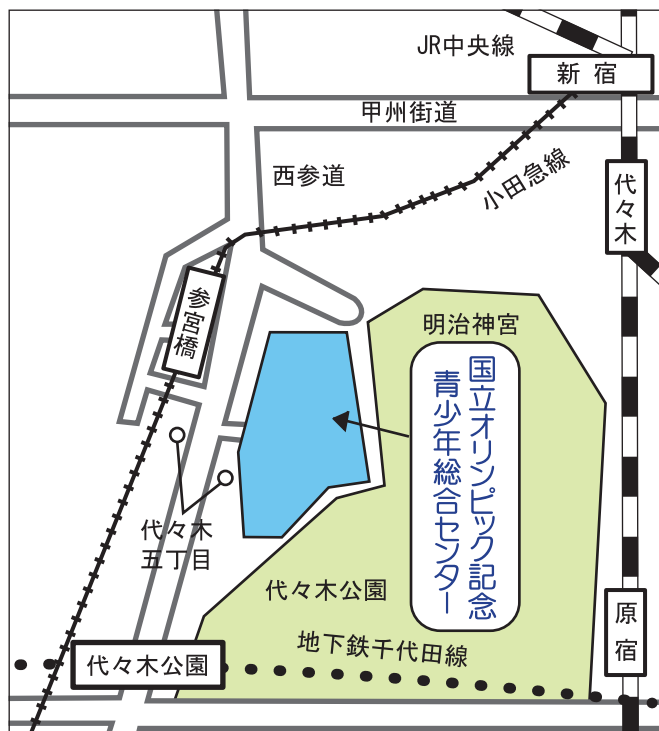 JR中央線
新宿
甲州街道
西参道
小田急線
代々木
参宮橋
明治神宮
国立オリンピック記念
青少年総合センター
代々木
五丁目
代々木公園
原宿
地下鉄千代田線
代々木公園